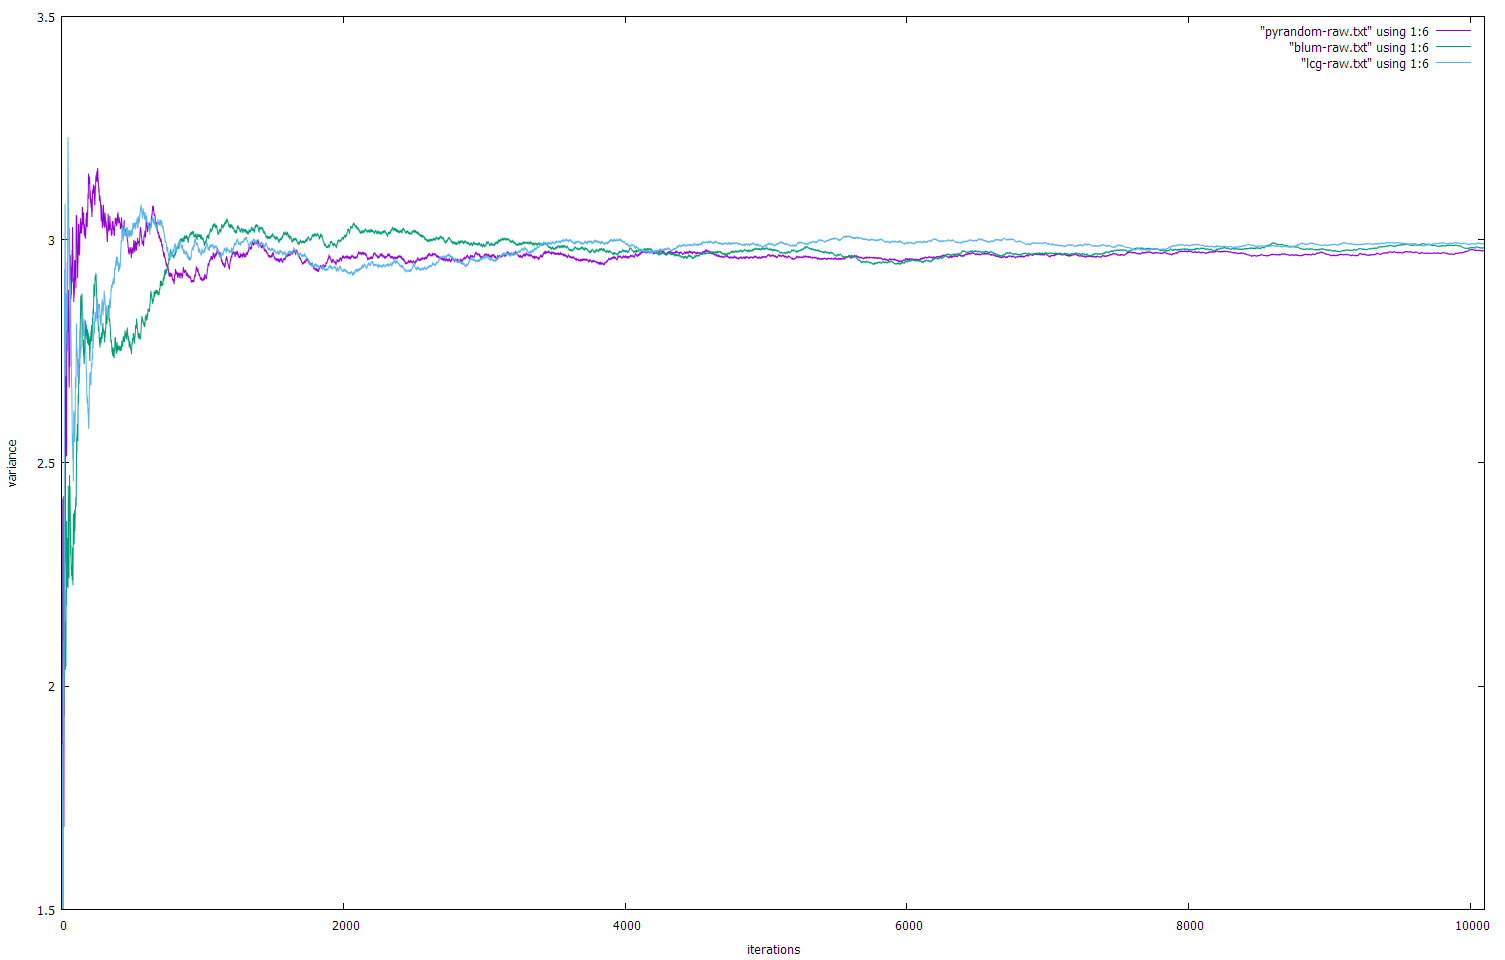 3.5
3
2.5
2
1.5
variance
0
2000
4000
6000
8000
10000
iterations
"pyrandom-raw.txt" using 1:6
"blum-raw.txt" using 1:6
"lcg-raw.txt" using 1:6